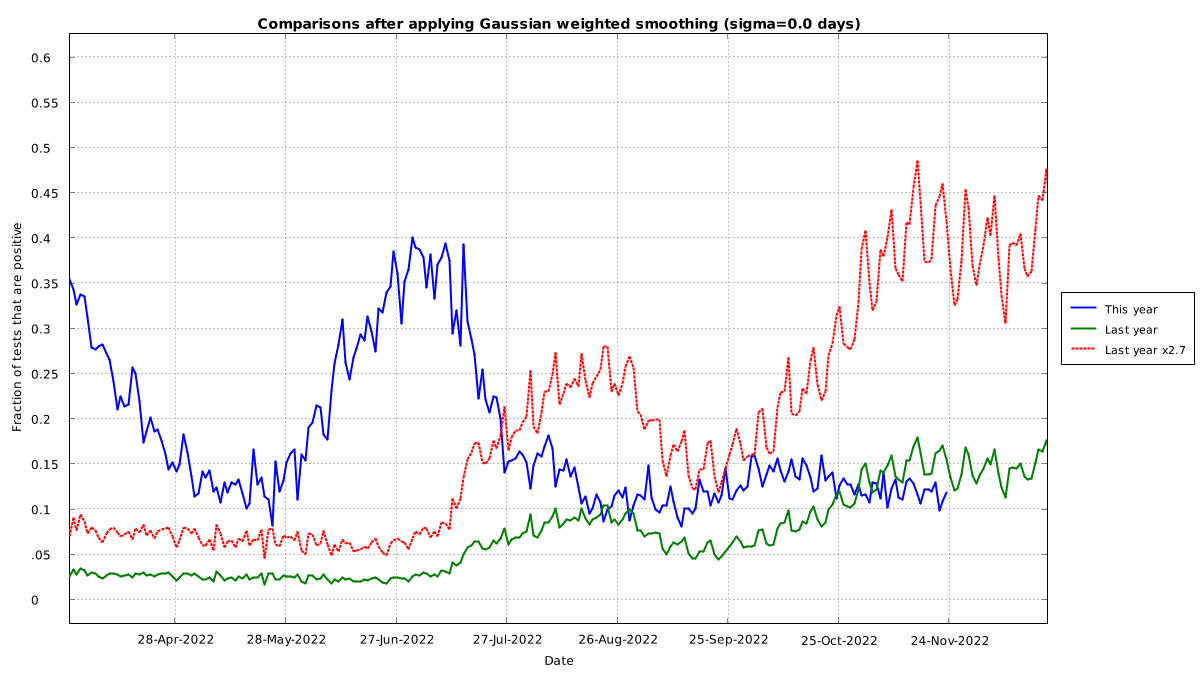 Comparisons after applying Gaussian weighted smoothing (sigma=0.0 days)
Fraction of tests that are positive
0.6
0.55
0.5
0.45
0.4
0.35
0.3
0.25
0.2
0.15
0.1
.05
0
28-Apr-2022 28-May-2022 27-Jun-2022 27-Jul-2022 26-Aug-2022 25-Sep-2022 25-Oct-2022 24-Nov-2022
Date
This year
Last year
Last year x2.7